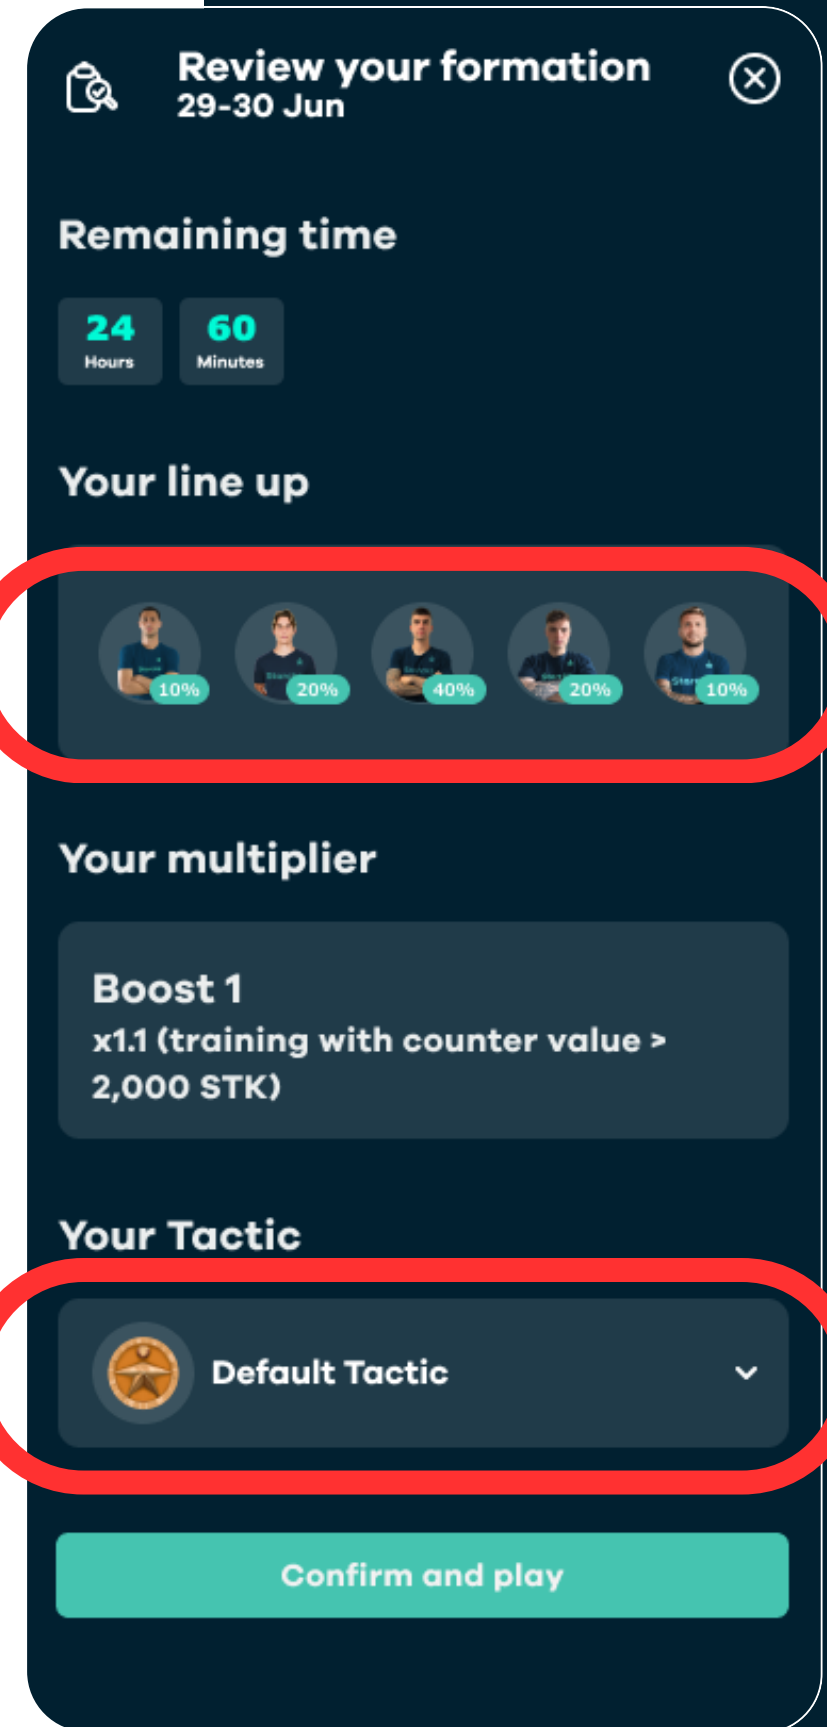 Review your formation
29-30 Jun
Remaining time
24 60
Hours Minutes
Your line up
10% 20% 40% 20% 10%
Your multiplier
Boost 1
x1.1 (training with counter value >
2,000 STK)
Your Tactic
Default Tactic
Confirm and play